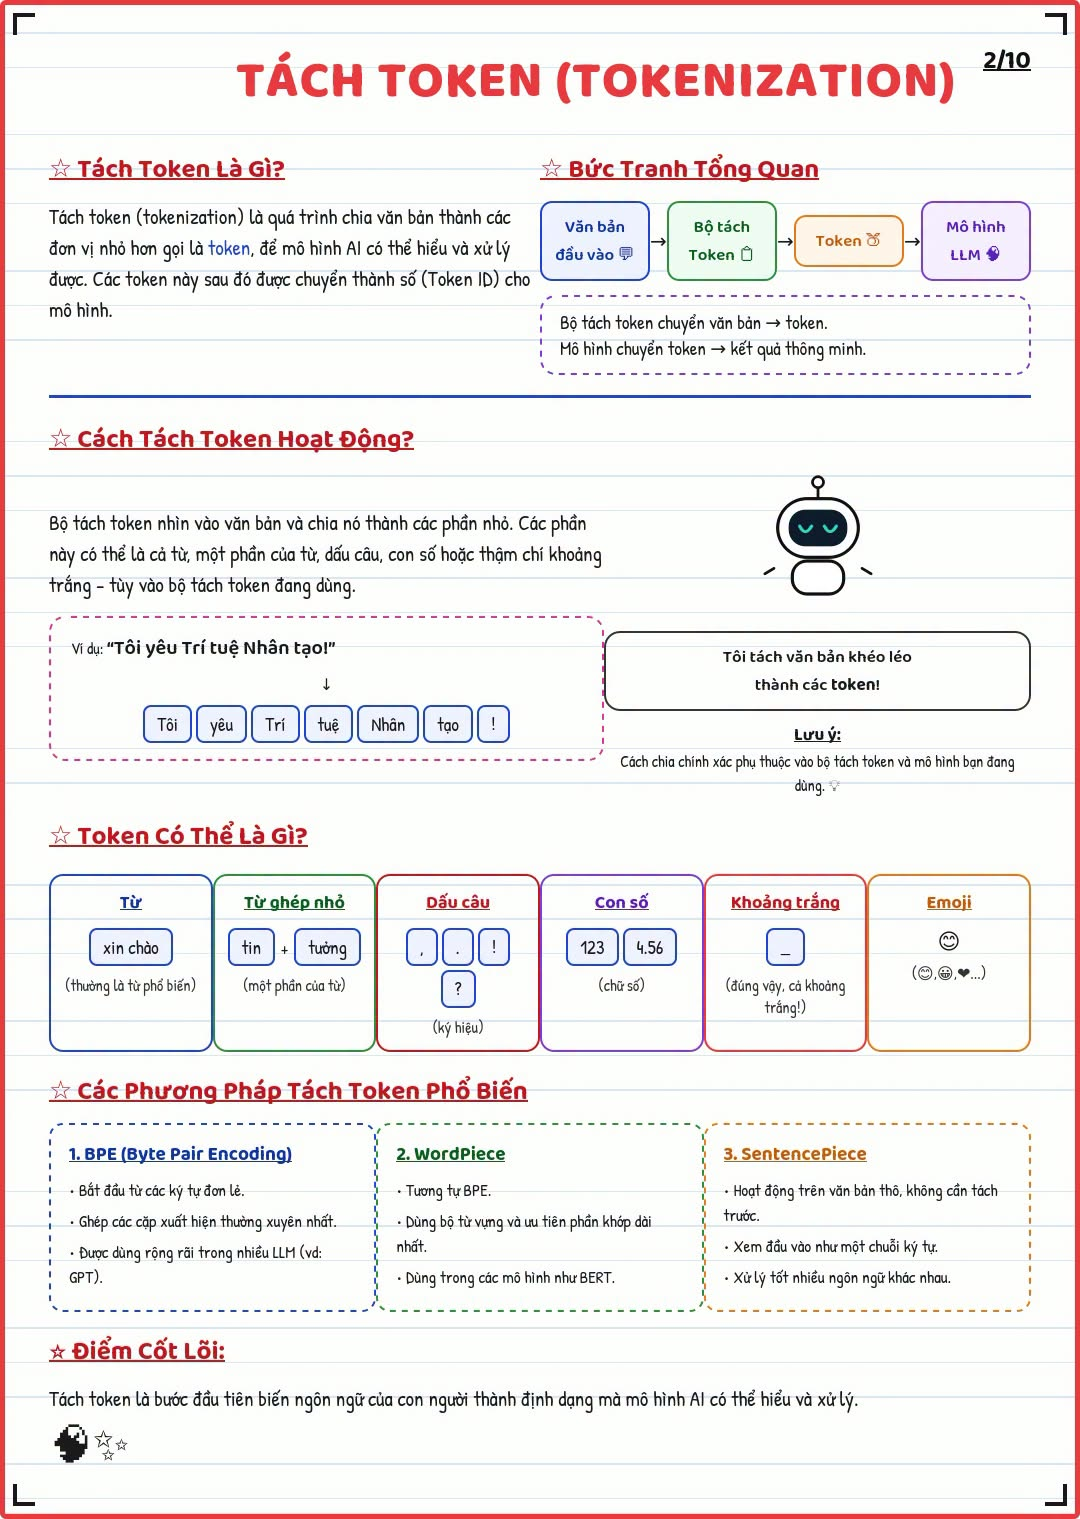 TÁCH TOKEN (TOKENIZATION)
2/10
☆ Tách Token Là Gì?
Tách token (tokenization) là quá trình chia văn bản thành các
đơn vị nhỏ hơn gọi là token, để mô hình AI có thể hiểu và xử lý
được. Các token này sau đó được chuyển thành số (Token ID) cho
mô hình.
☆ Bức Tranh Tổng Quan
Văn bản
đầu vào 💬
→
Bộ tách
Token 📋
→
Token 🍑
→
Mô hình
LLM 🧠
Bộ tách token chuyển văn bản → token.
Mô hình chuyển token → kết quả thông minh.
☆ Cách Tách Token Hoạt Động?
Bộ tách token nhìn vào văn bản và chia nó thành các phần nhỏ. Các phần
này có thể là cả từ, một phần của từ, dấu câu, con số hoặc thậm chí khoảng
trắng – tùy vào bộ tách token đang dùng.
Ví dụ: “Tôi yêu Trí tuệ Nhân tạo!”
↓
Tôi yêu Trí tuệ Nhân tạo !
Tôi tách văn bản khéo léo
thành các token!
Lưu ý:
Cách chia chính xác phụ thuộc vào bộ tách token và mô hình bạn đang
dùng. 💡
☆ Token Có Thể Là Gì?
Từ
xin chào
(thường là từ phổ biến)
Từ ghép nhỏ
tin + tưởng
(một phần của từ)
Dấu câu
, . !
?
(ký hiệu)
Con số
123 4.56
(chữ số)
Khoảng trắng
_
(đúng vậy, cả khoảng
trắng!)
Emoji
😊
(😊,😀,❤...)
☆ Các Phương Pháp Tách Token Phổ Biến
1. BPE (Byte Pair Encoding)
• Bắt đầu từ các ký tự đơn lẻ.
• Ghép các cặp xuất hiện thường xuyên nhất.
• Được dùng rộng rãi trong nhiều LLM (vd:
GPT).
2. WordPiece
• Tương tự BPE.
• Dùng bộ từ vựng và ưu tiên phần khớp dài
nhất.
• Dùng trong các mô hình như BERT.
3. SentencePiece
• Hoạt động trên văn bản thô, không cần tách
trước.
• Xem đầu vào như một chuỗi ký tự.
• Xử lý tốt nhiều ngôn ngữ khác nhau.
⭐ Điểm Cốt Lõi:
Tách token là bước đầu tiên biến ngôn ngữ của con người thành định dạng mà mô hình AI có thể hiểu và xử lý.
🧠✨